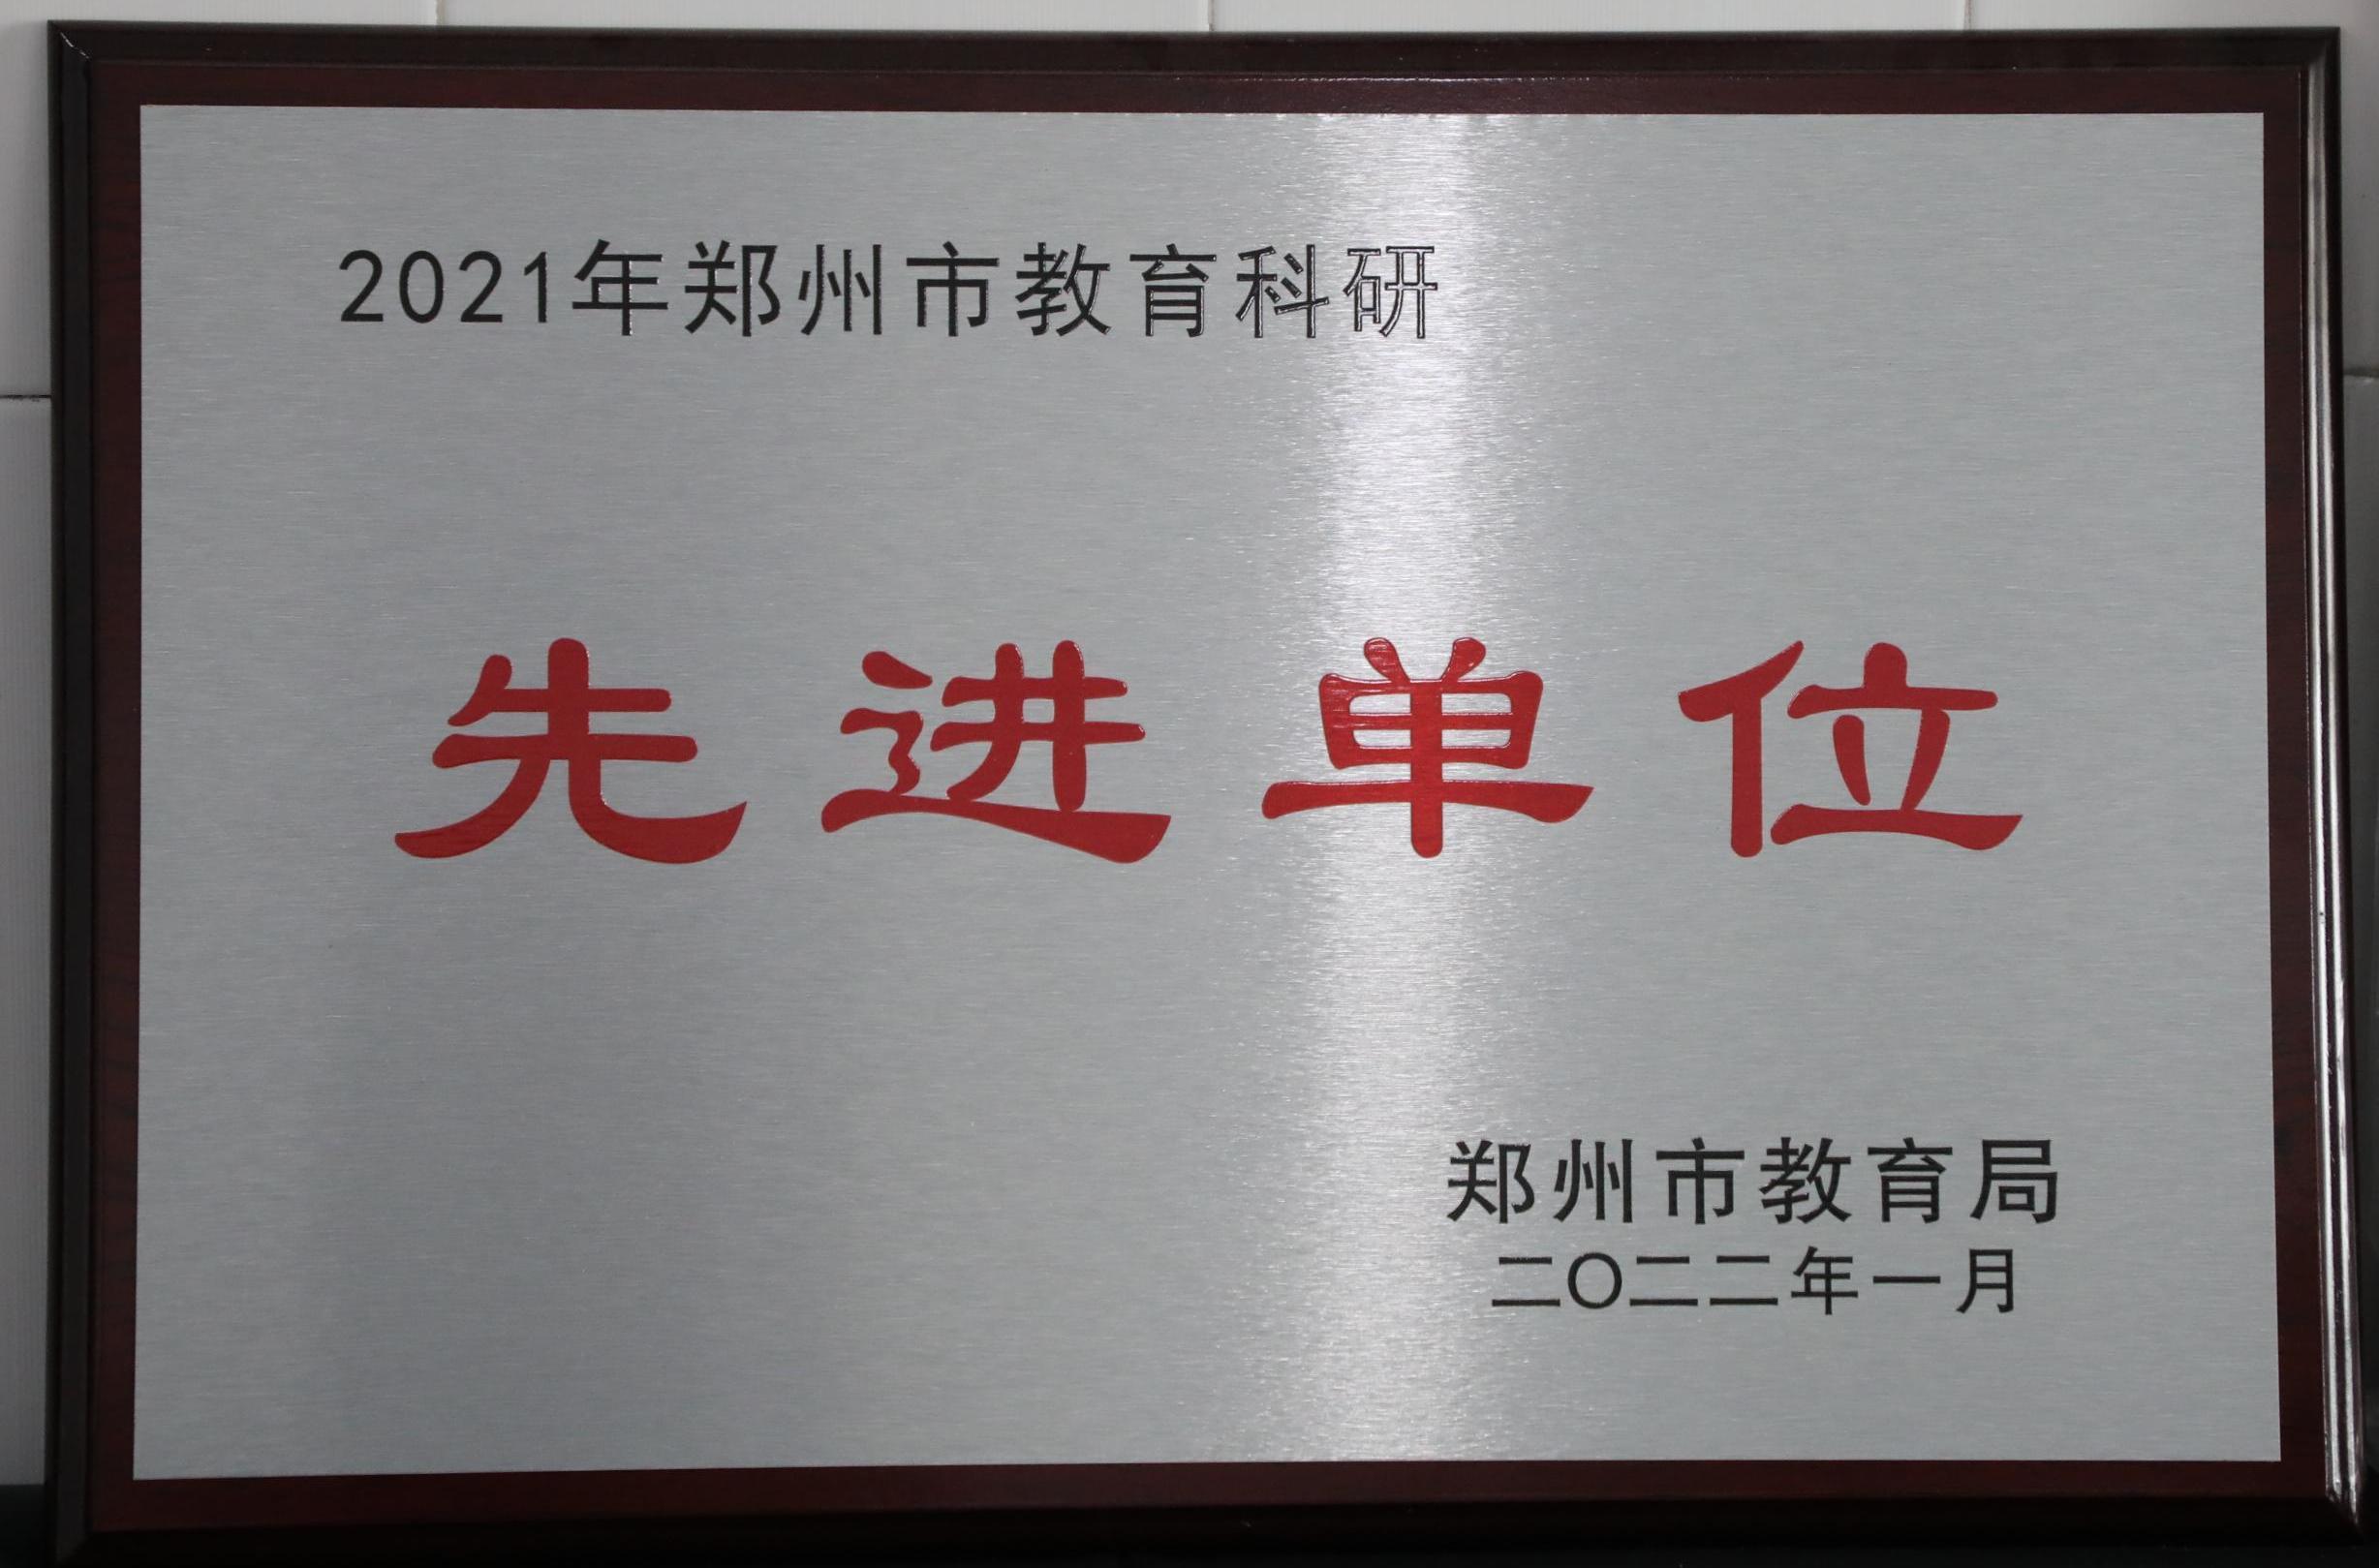 2021年郑州市教育科研
先进单位
郑州市教育局
二〇二二年一月